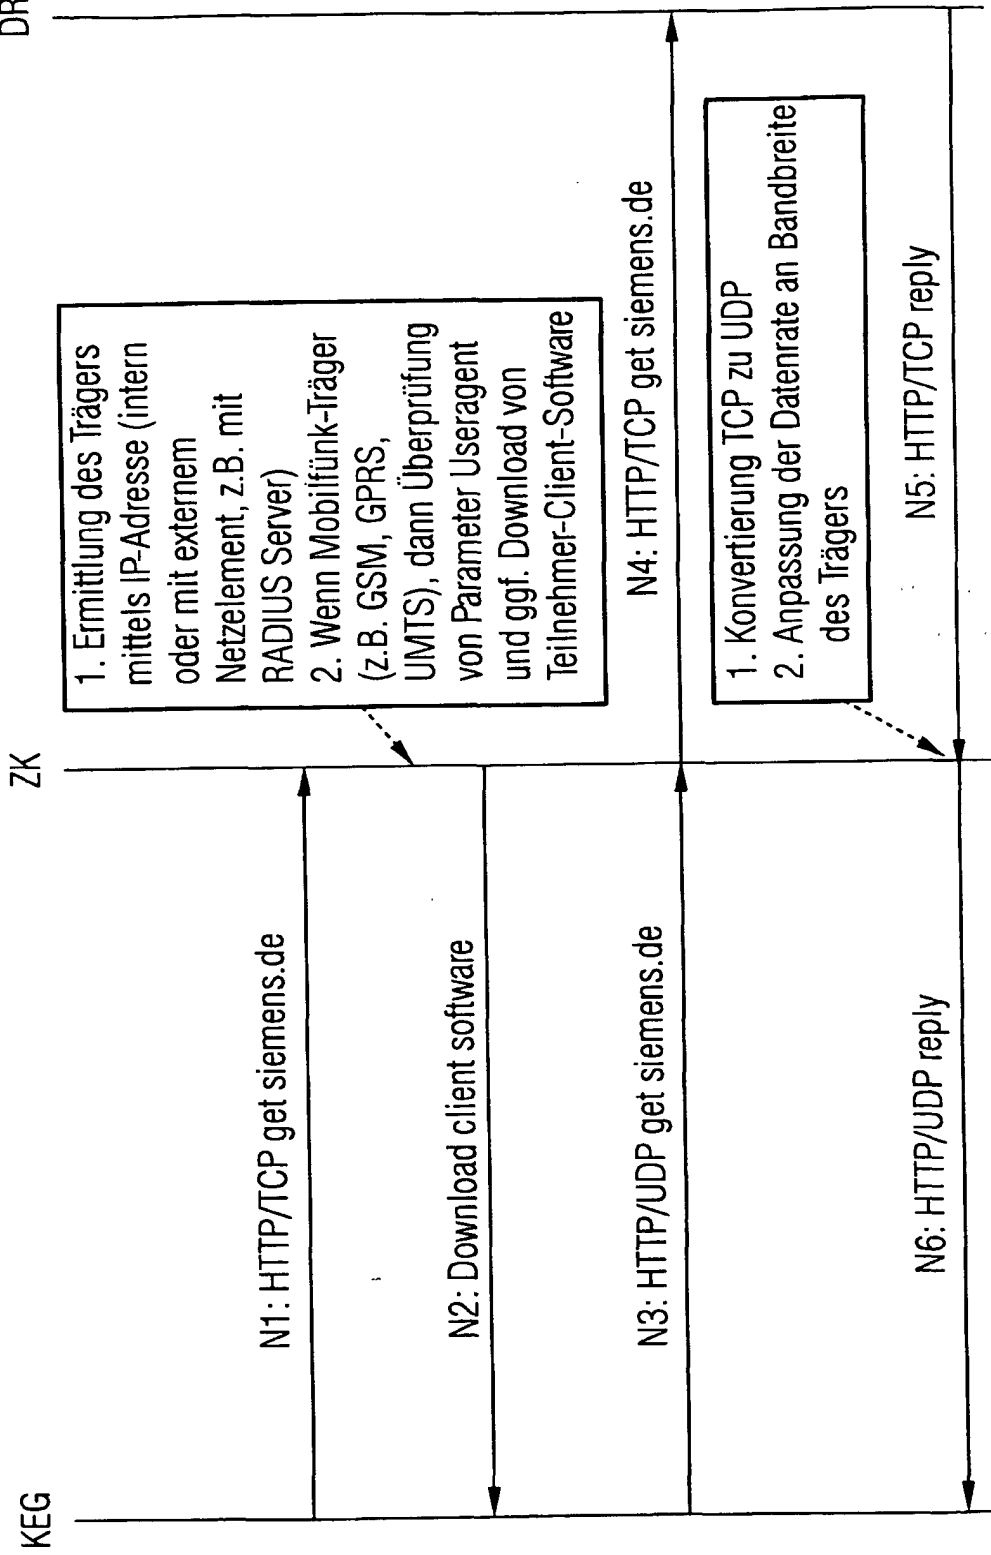 KEG
ZK
DR
N1: HTTP/TCP get siemens.de
1. Ermittlung des Trägers
mittels IP-Adresse (intern
oder mit externem
Netzelement, z.B. mit
RADIUS Server)
2. Wenn Mobilfünk-Träger
(z.B. GSM, GPRS,
UMTS), dann Überprüfung
von Parameter Useragent
und ggf. Download von
Teilnehmer-Client-Software
N2: Download client software
N3: HTTP/UDP get siemens.de
N4: HTTP/TCP get siemens.de
1. Konvertierung TCP zu UDP
2. Anpassung der Datenrate an Bandbreite
des Trägers
N5: HTTP/TCP reply
N6: HTTP/UDP reply